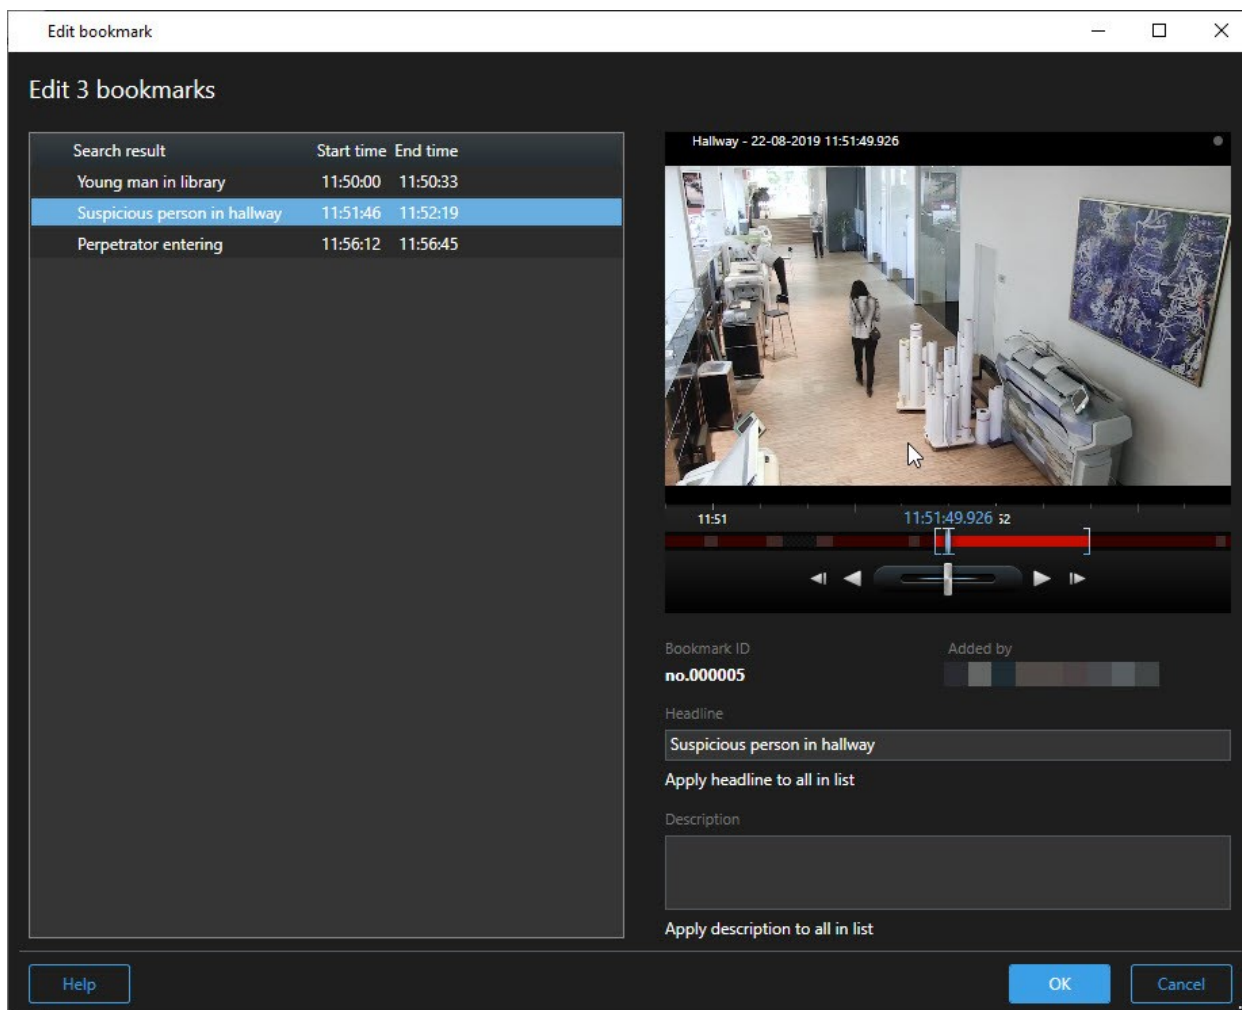 Edit bookmark
Edit 3 bookmarks
Search result Start time End time
Young man in library 11:50:00 11:50:33
Suspicious person in hallway 11:51:46 11:52:19
Perpetrator entering 11:56:12 11:56:45
Hallway - 22-08-2019 11:51:49.926
11:51 11:51:49.926 52
Bookmark ID Added by
no.000005
Headline
Suspicious person in hallway
Apply headline to all in list
Description
Apply description to all in list
Help OK Cancel